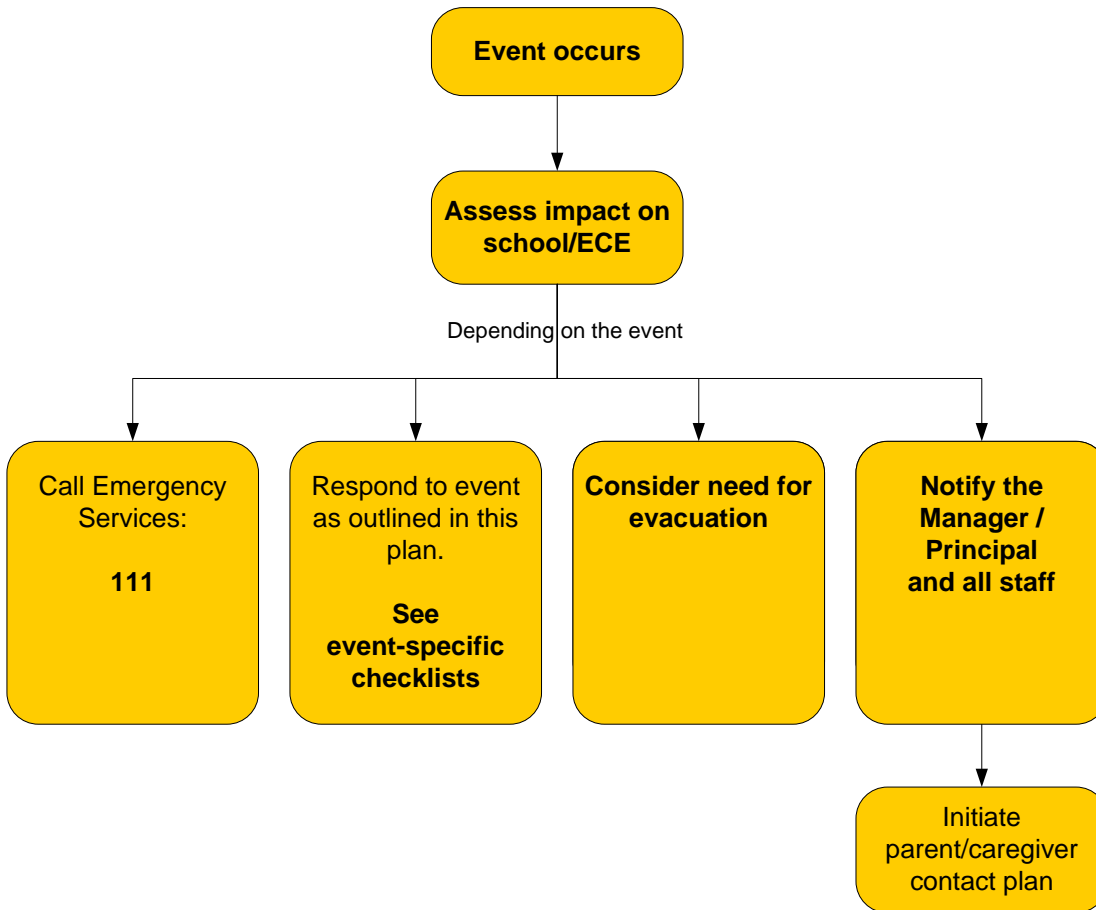 Event occurs
Assess impact on
school/ECE
Depending on the event
Call Emergency
Services:
111
Respond to event
as outlined in this
plan.
See
event-specific
checklists
Consider need for
evacuation
Notify the
Manager /
Principal
and all staff
Initiate
parent/caregiver
contact plan